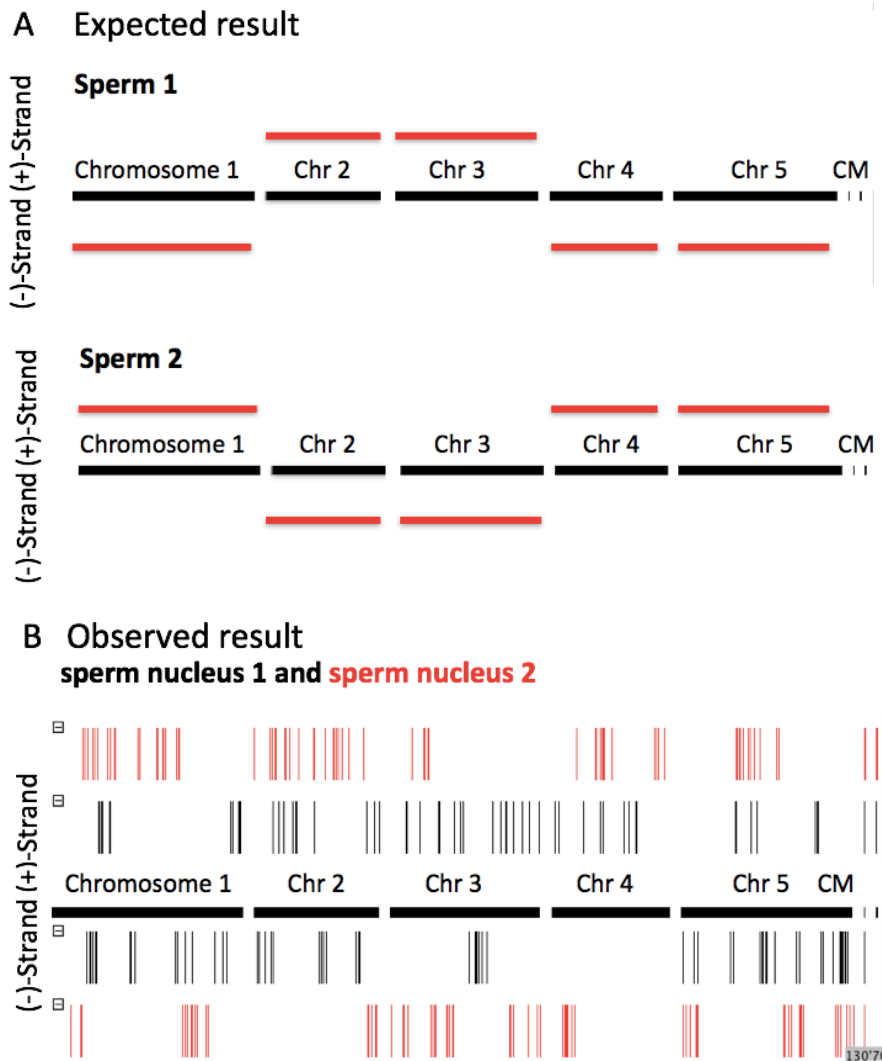 A Expected result
Sperm 1
(-)-Strand (+)-Strand
Chromosome 1 Chr 2 Chr 3 Chr 4 Chr 5 CM
Sperm 2
(-)-Strand (+)-Strand
Chromosome 1 Chr 2 Chr 3 Chr 4 Chr 5 CM
B Observed result
sperm nucleus 1 and sperm nucleus 2
(-)-Strand (+)-Strand
Chromosome 1 Chr 2 Chr 3 Chr 4 Chr 5 CM